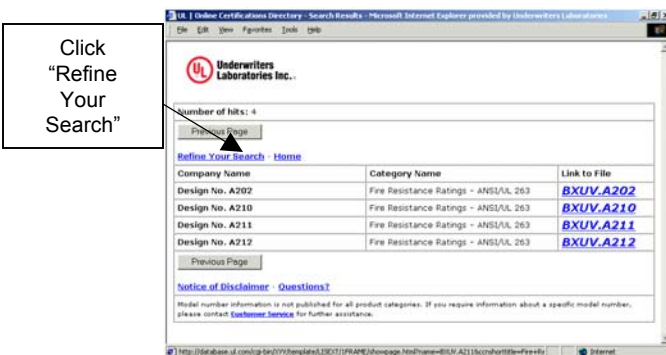 Click
“Refine
Your
Search”
UL | Online Certifications Directory - Search Results - Microsoft Internet Explorer provided by Underwriters Laboratories
File Edit View Favorites Tools Help
UL
Underwriters
Laboratories Inc.
Number of hits: 4
Previous Page
Refine Your Search · Home
Company Name Category Name Link to File
Design No. A202 Fire Resistance Ratings - ANSI/UL 263 BXUV.A202
Design No. A210 Fire Resistance Ratings - ANSI/UL 263 BXUV.A210
Design No. A211 Fire Resistance Ratings - ANSI/UL 263 BXUV.A211
Design No. A212 Fire Resistance Ratings - ANSI/UL 263 BXUV.A212
Previous Page
Notice of Disclaimer · Questions?
Model number information is not published for all product categories. If you require information about a specific model number,
please contact Customer Service for further assistance.
Internet